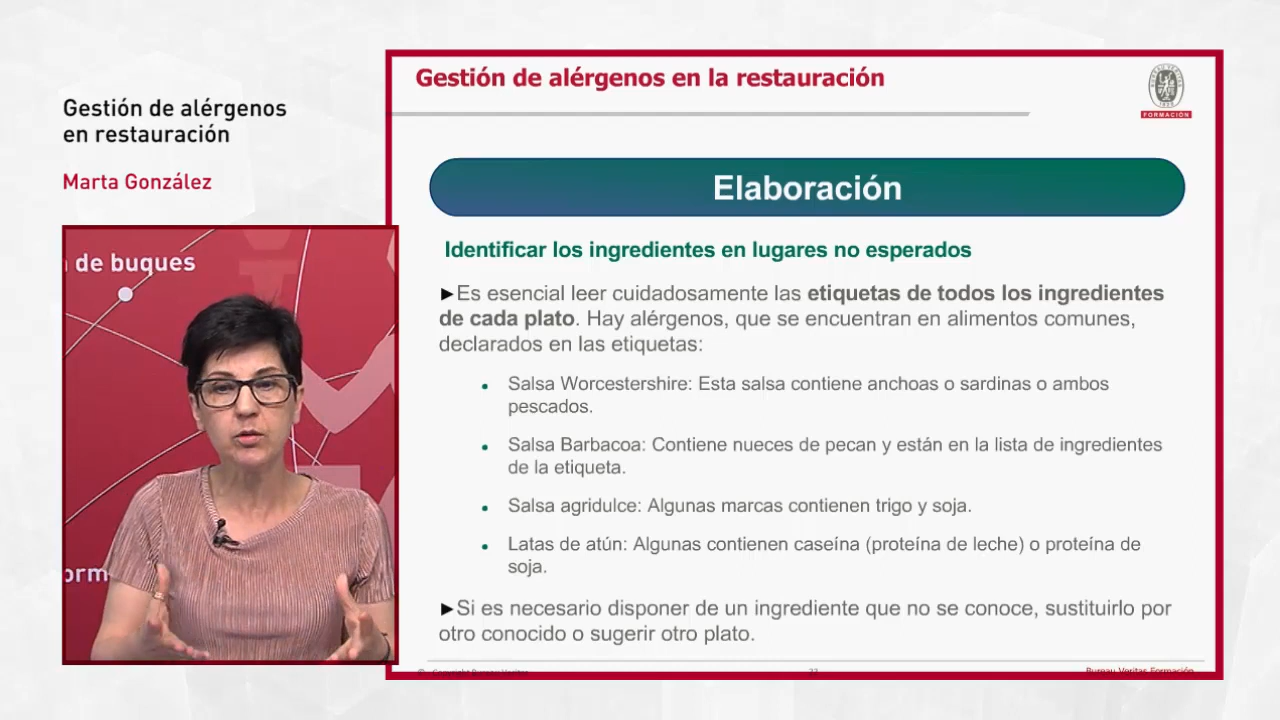 Gestión de alérgenos
en restauración
Marta González
de buques
Gestión de alérgenos en la restauración
FORMACIÓN
Elaboración
Identificar los ingredientes en lugares no esperados
►Es esencial leer cuidadosamente las etiquetas de todos los ingredientes
de cada plato. Hay alérgenos, que se encuentran en alimentos comunes,
declarados en las etiquetas:
• Salsa Worcestershire: Esta salsa contiene anchoas o sardinas o ambos
pescados.
• Salsa Barbacoa: Contiene nueces de pecan y están en la lista de ingredientes
de la etiqueta.
• Salsa agridulce: Algunas marcas contienen trigo y soja.
• Latas de atún: Algunas contienen caseína (proteína de leche) o proteína de
soja.
►Si es necesario disponer de un ingrediente que no se conoce, sustituirlo por
otro conocido o sugerir otro plato.
© Copyright Bureau Veritas
Bureau Veritas Formación